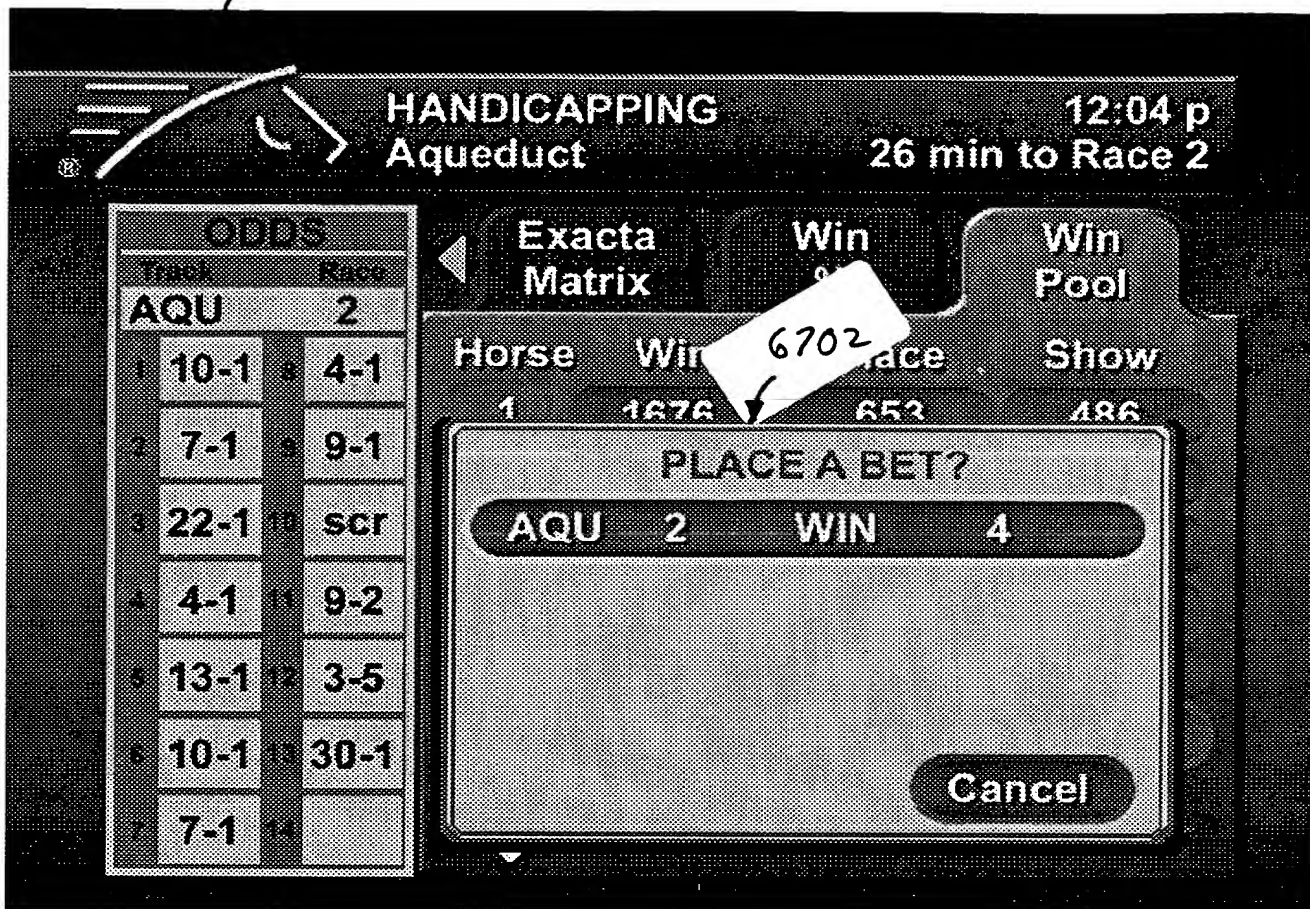 HANDICAPPING
Aqueduct
12:04 p
26 min to Race 2
®
ODDS
Track Race
AQU 2
1 10-1 8 4-1
2 7-1 9 9-1
3 22-1 10 scr
4 4-1 11 9-2
5 13-1 12 3-5
6 10-1 13 30-1
7 7-1 14
Exacta
Matrix
Win
Win
Pool
6702
Horse Win Show
1 1676 653 486
PLACE A BET?
AQU 2 WIN 4
Cancel